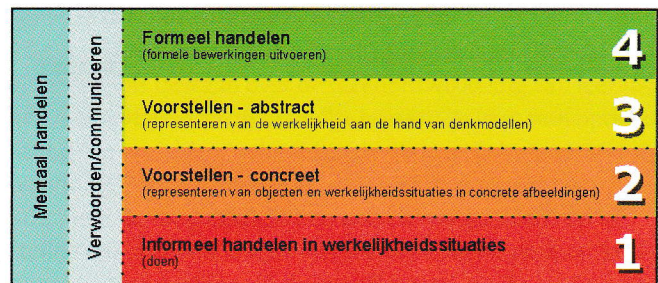 Mentaal handelen
Verwoorden/communiceren
Formeel handelen
(formele bewerkingen uitvoeren)
4
Voorstellen - abstract
(representeren van de werkelijkheid aan de hand van denkmodellen)
3
Voorstellen - concreet
(representeren van objecten en werkelijkheidssituaties in concrete afbeeldingen)
2
Informeel handelen in werkelijkheidssituaties
(doen)
1